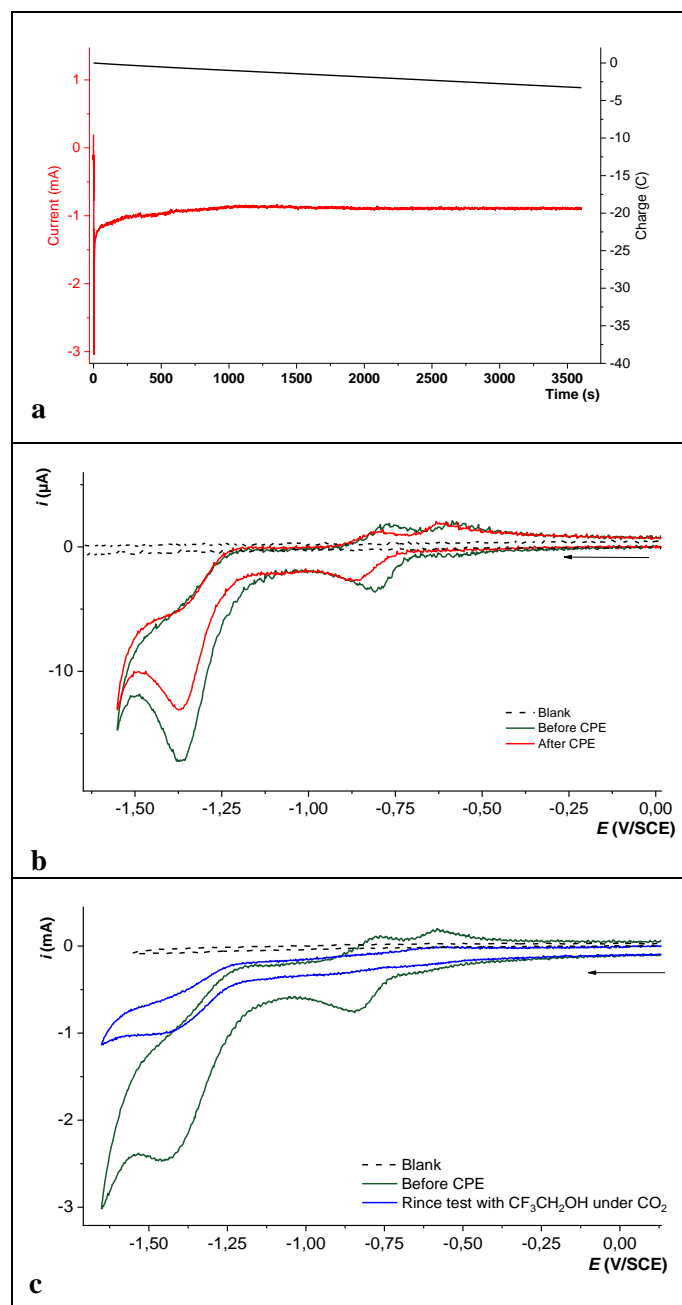 1
0
-1
-2
-3
Current (mA)
0
-5
-10
-15
-20
-25
-30
-35
-40
Charge (C)
0 500 1000 1500 2000 2500 3000 3500
Time (s)
a
i (µA)
0
-10
Blank
Before CPE
After CPE
-1,50 -1,25 -1,00 -0,75 -0,50 -0,25 0,00
E (V/SCE)
b
i (mA)
0
-1
-2
-3
Blank
Before CPE
Rince test with CF₃CH₂OH under CO₂
-1,50 -1,25 -1,00 -0,75 -0,50 -0,25 0,00
E (V/SCE)
c